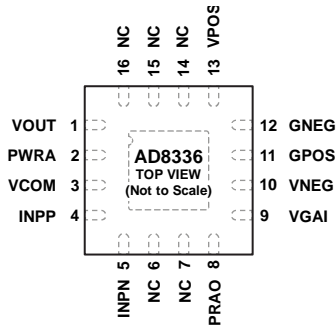 16 NC
15 NC
14 NC
13 VPOS
VOUT 1
PWRA 2
VCOM 3
INPP 4
AD8336
TOP VIEW
(Not to Scale)
12 GNEG
11 GPOS
10 VNEG
9 VGAI
INPN 5
NC 6
NC 7
PRAO 8